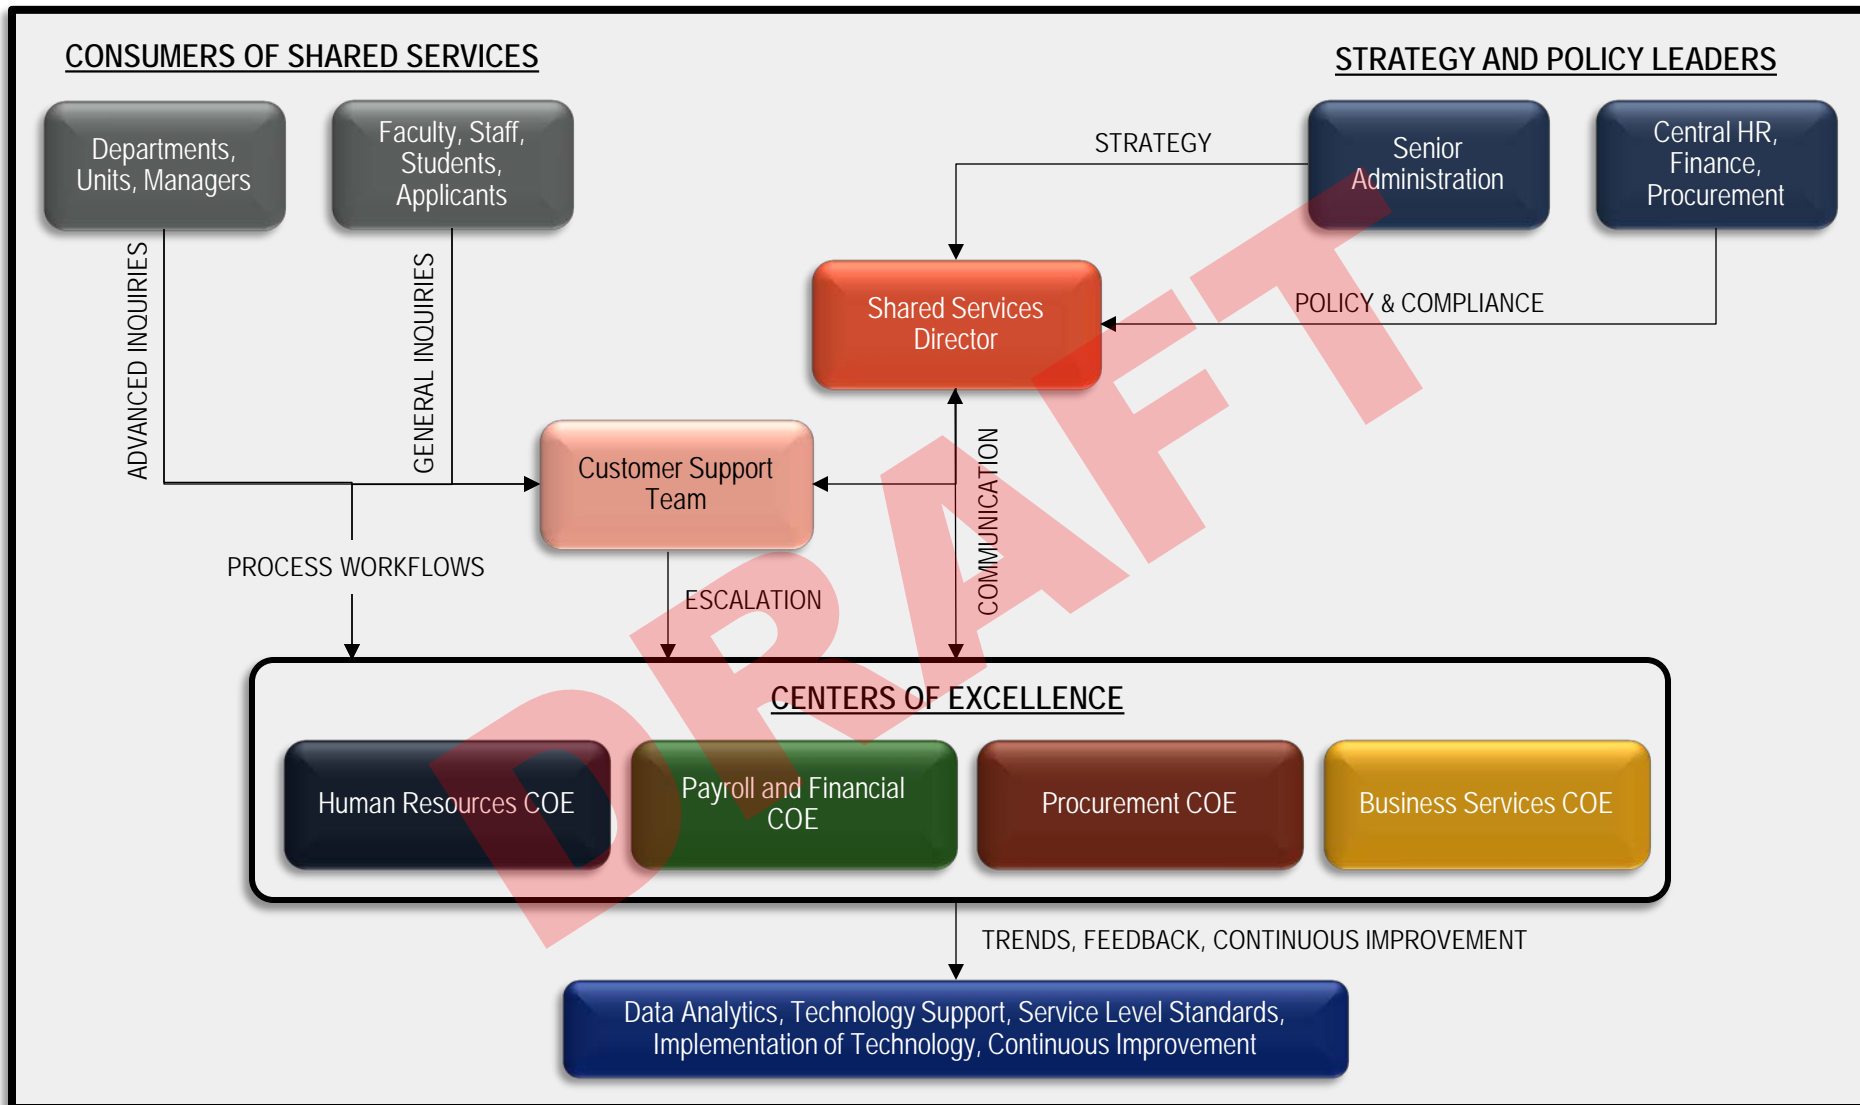 CONSUMERS OF SHARED SERVICES
STRATEGY AND POLICY LEADERS
Departments,
Units, Managers
Faculty, Staff,
Students,
Applicants
STRATEGY
Senior
Administration
Central HR,
Finance,
Procurement
ADVANCED INQUIRIES
GENERAL INQUIRIES
Shared Services
Director
POLICY & COMPLIANCE
Customer Support
Team
COMMUNICATION
PROCESS WORKFLOWS
ESCALATION
DRAFT
CENTERS OF EXCELLENCE
Human Resources COE
Payroll and Financial
COE
Procurement COE
Business Services COE
TRENDS, FEEDBACK, CONTINUOUS IMPROVEMENT
Data Analytics, Technology Support, Service Level Standards,
Implementation of Technology, Continuous Improvement